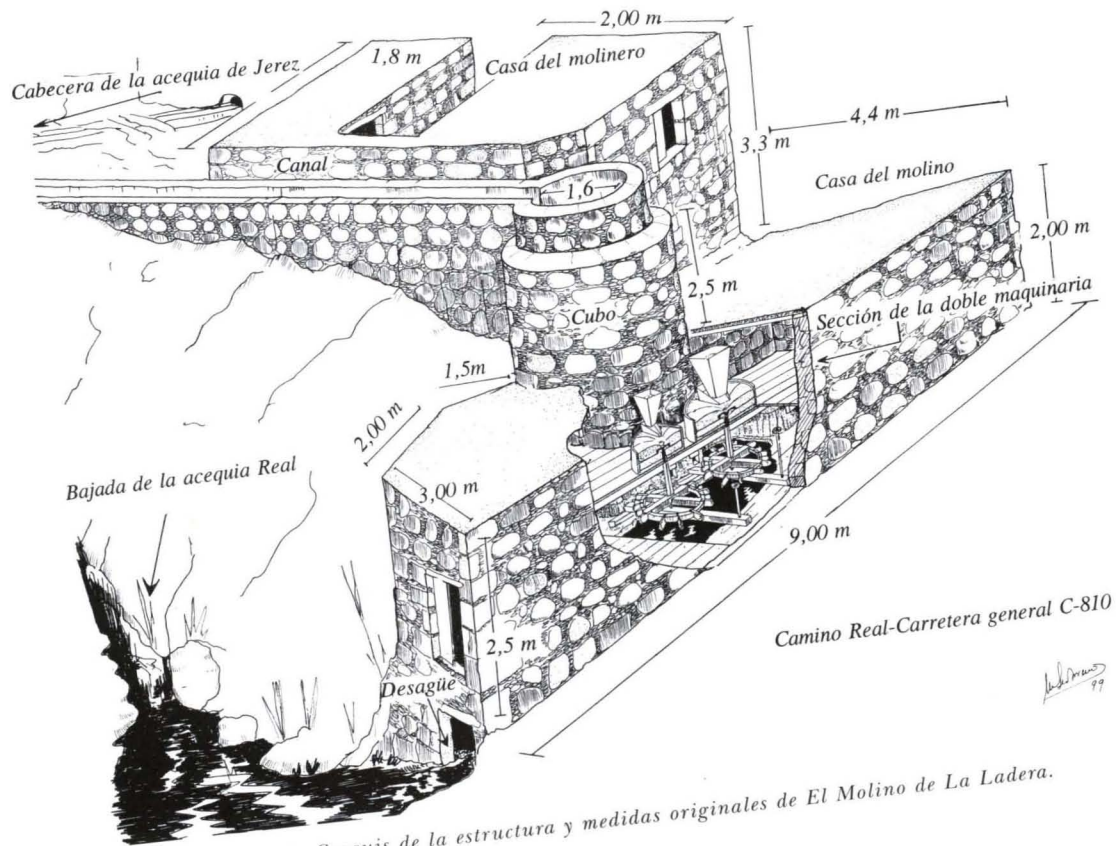 2,00 m
Cabecera de la acequia de Jerez
1,8 m
Casa del molinero
4,4 m
3,3 m
Canal
1,6
Casa del molino
2,00 m
2,5 m
Sección de la doble maquinaria
Cubo
1,5m
2,00 m
Bajada de la acequia Real
3,00 m
9,00 m
Camino Real-Carretera general C-810
2,5 m
Desagüe
99
de la estructura y medidas originales de El Molino de La Ladera.